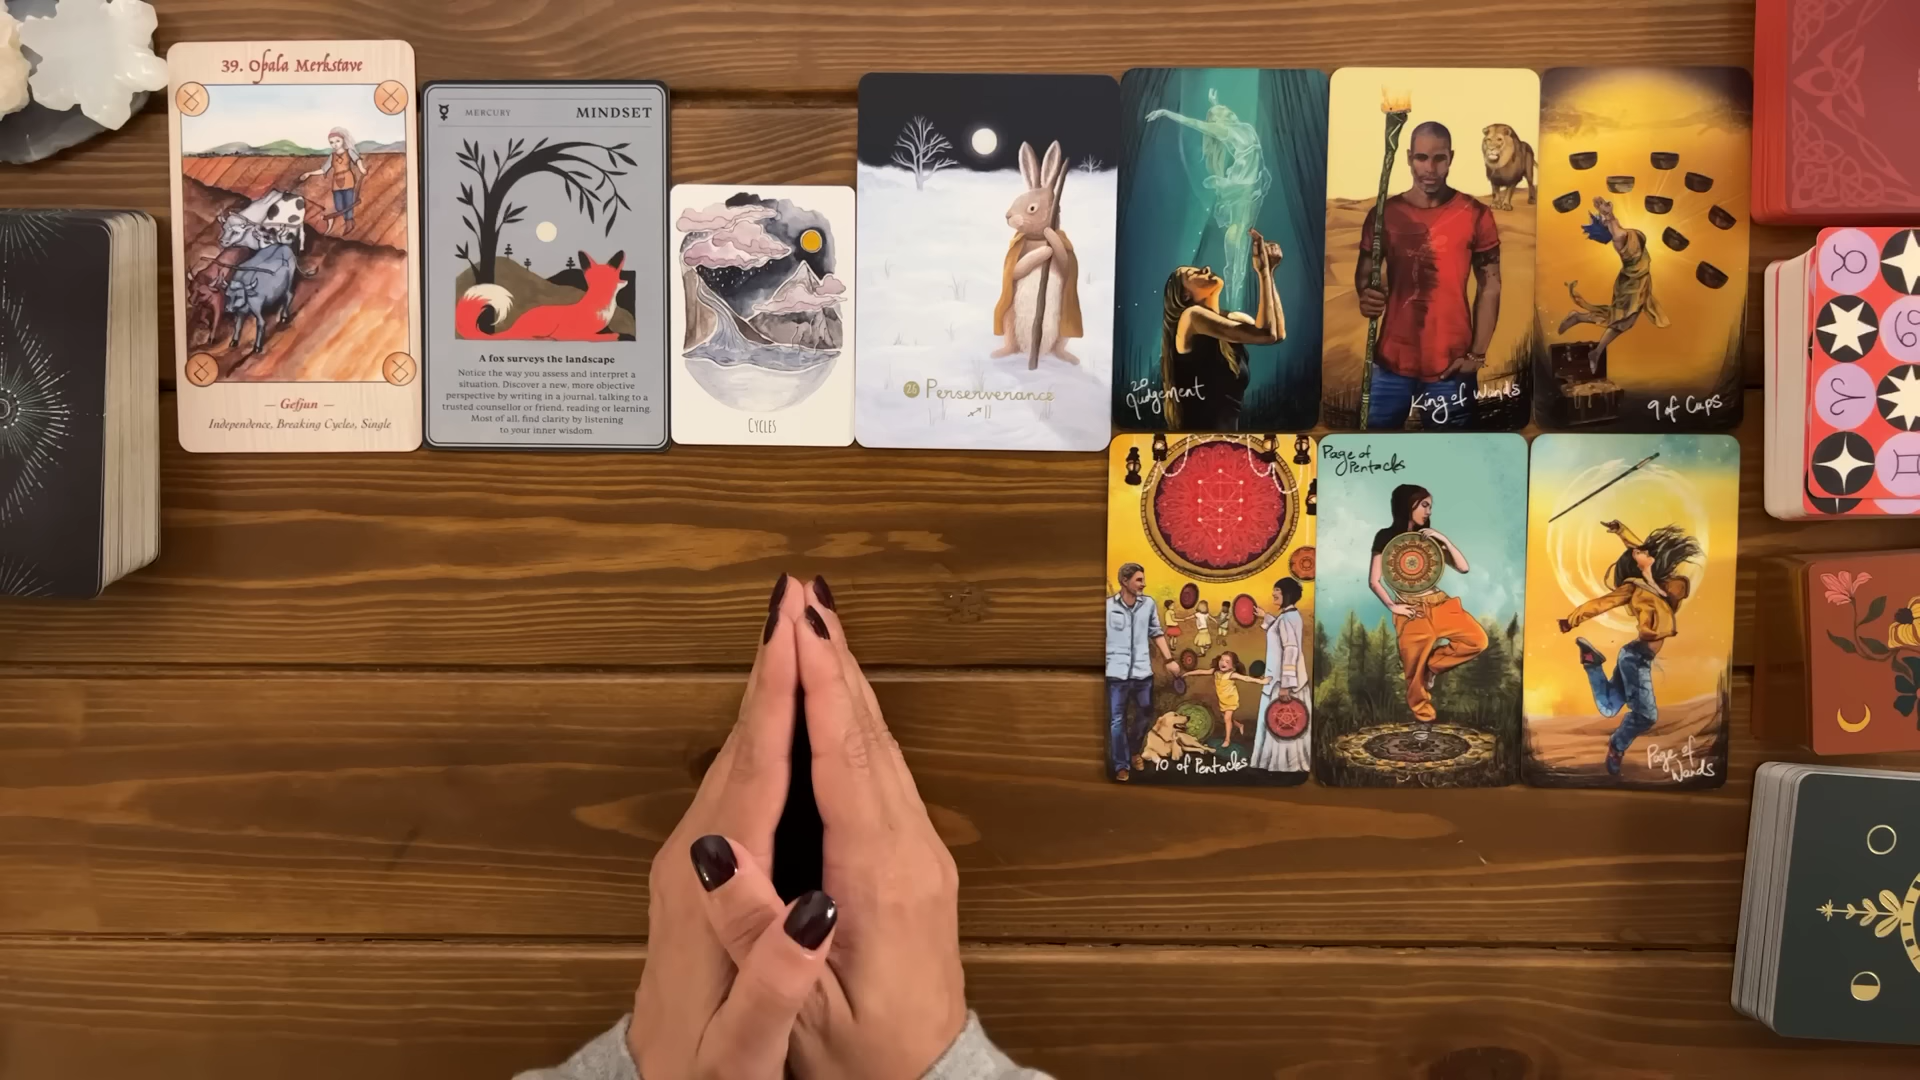 39. Opala Merkstave
— Gefjun —
Independence, Breaking Cycles, Single
MERCURY
MINDSET
A fox surveys the landscape
Notice the way you assess and interpret a
situation. Discover a new, more objective
perspective by writing in a journal, talking to a
trusted counsellor or friend, reading or learning.
Most of all, find clarity by listening
to your inner wisdom.
CYCLES
Perserverance
20
Judgement
King of Wands
9 of Cups
10 of Pentacles
Page of
Pentacles
Page of
Wands